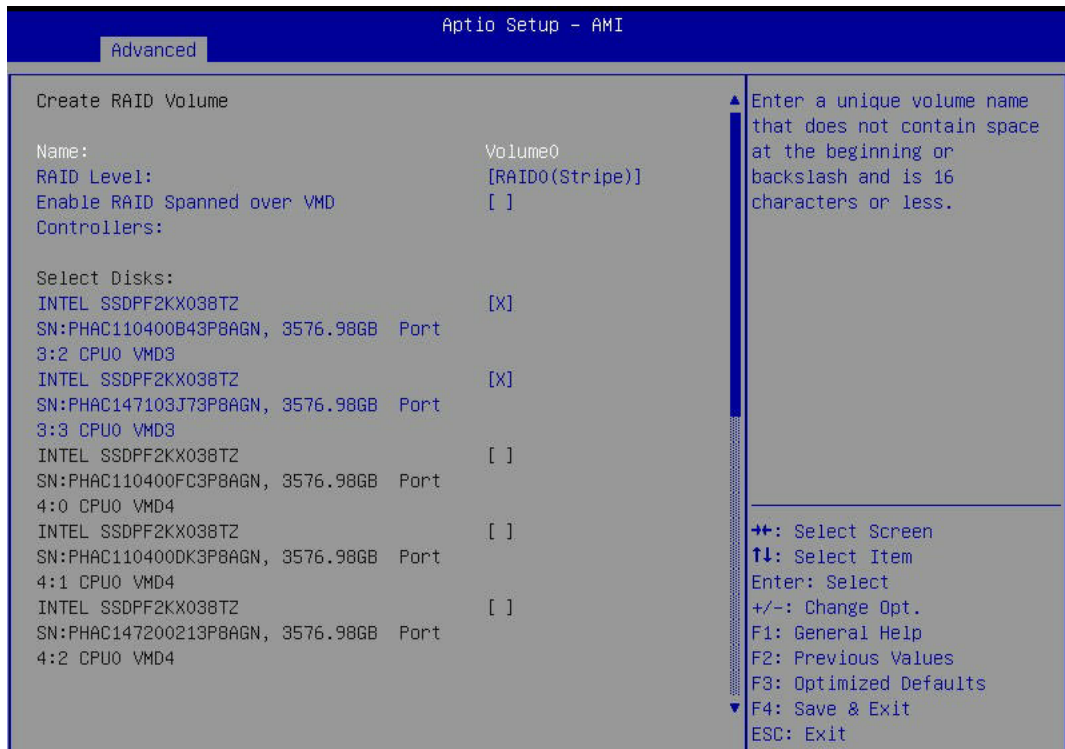 Aptio Setup – AMI
Advanced
Create RAID Volume
Name: Volume0
RAID Level: [RAID0(Stripe)]
Enable RAID Spanned over VMD [ ]
Controllers:
Select Disks:
INTEL SSDPF2KX038TZ [X]
SN:PHAC110400B43P8AGN, 3576.98GB Port
3:2 CPU0 VMD3
INTEL SSDPF2KX038TZ [X]
SN:PHAC147103J73P8AGN, 3576.98GB Port
3:3 CPU0 VMD3
INTEL SSDPF2KX038TZ [ ]
SN:PHAC110400FC3P8AGN, 3576.98GB Port
4:0 CPU0 VMD4
INTEL SSDPF2KX038TZ [ ]
SN:PHAC110400DK3P8AGN, 3576.98GB Port
4:1 CPU0 VMD4
INTEL SSDPF2KX038TZ [ ]
SN:PHAC147200213P8AGN, 3576.98GB Port
4:2 CPU0 VMD4
Enter a unique volume name
that does not contain space
at the beginning or
backslash and is 16
characters or less.
→←: Select Screen
↑↓: Select Item
Enter: Select
+/-: Change Opt.
F1: General Help
F2: Previous Values
F3: Optimized Defaults
F4: Save & Exit
ESC: Exit